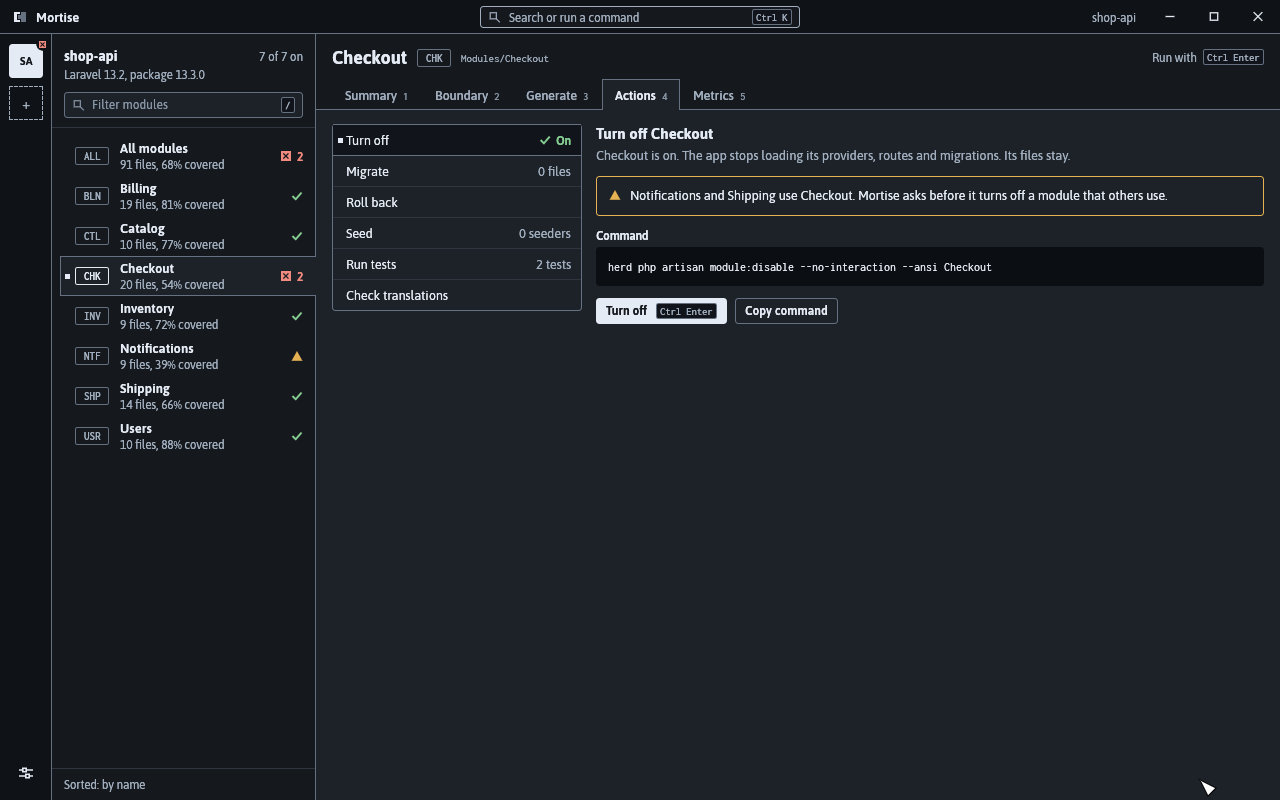 Mortise
Search or run a command
Ctrl K
shop-api
SA
+
shop-api
7 of 7 on
Laravel 13.2, package 13.3.0
Filter modules
/
ALL
All modules
91 files, 68% covered
2
BLN
Billing
19 files, 81% covered
CTL
Catalog
10 files, 77% covered
CHK
Checkout
20 files, 54% covered
2
INV
Inventory
9 files, 72% covered
NTF
Notifications
9 files, 39% covered
SHP
Shipping
14 files, 66% covered
USR
Users
10 files, 88% covered
Sorted: by name
Checkout
CHK
Modules/Checkout
Run with
Ctrl Enter
Summary 1
Boundary 2
Generate 3
Actions 4
Metrics 5
Turn off
On
Migrate
0 files
Roll back
Seed
0 seeders
Run tests
2 tests
Check translations
Turn off Checkout
Checkout is on. The app stops loading its providers, routes and migrations. Its files stay.
Notifications and Shipping use Checkout. Mortise asks before it turns off a module that others use.
Command
herd php artisan module:disable --no-interaction --ansi Checkout
Turn off
Ctrl Enter
Copy command